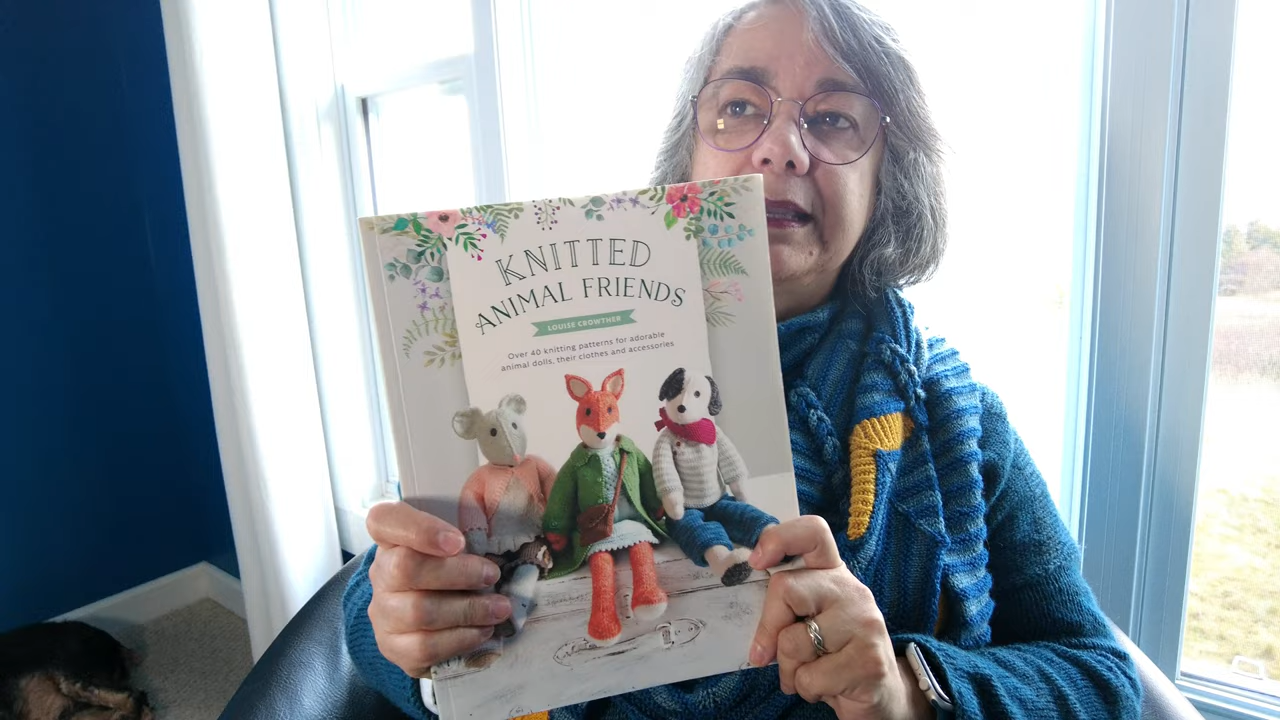 KNITTED
ANIMAL FRIENDS
LOUISE CROWTHER
Over 40 knitting patterns for adorable
animal dolls, their clothes and accessories